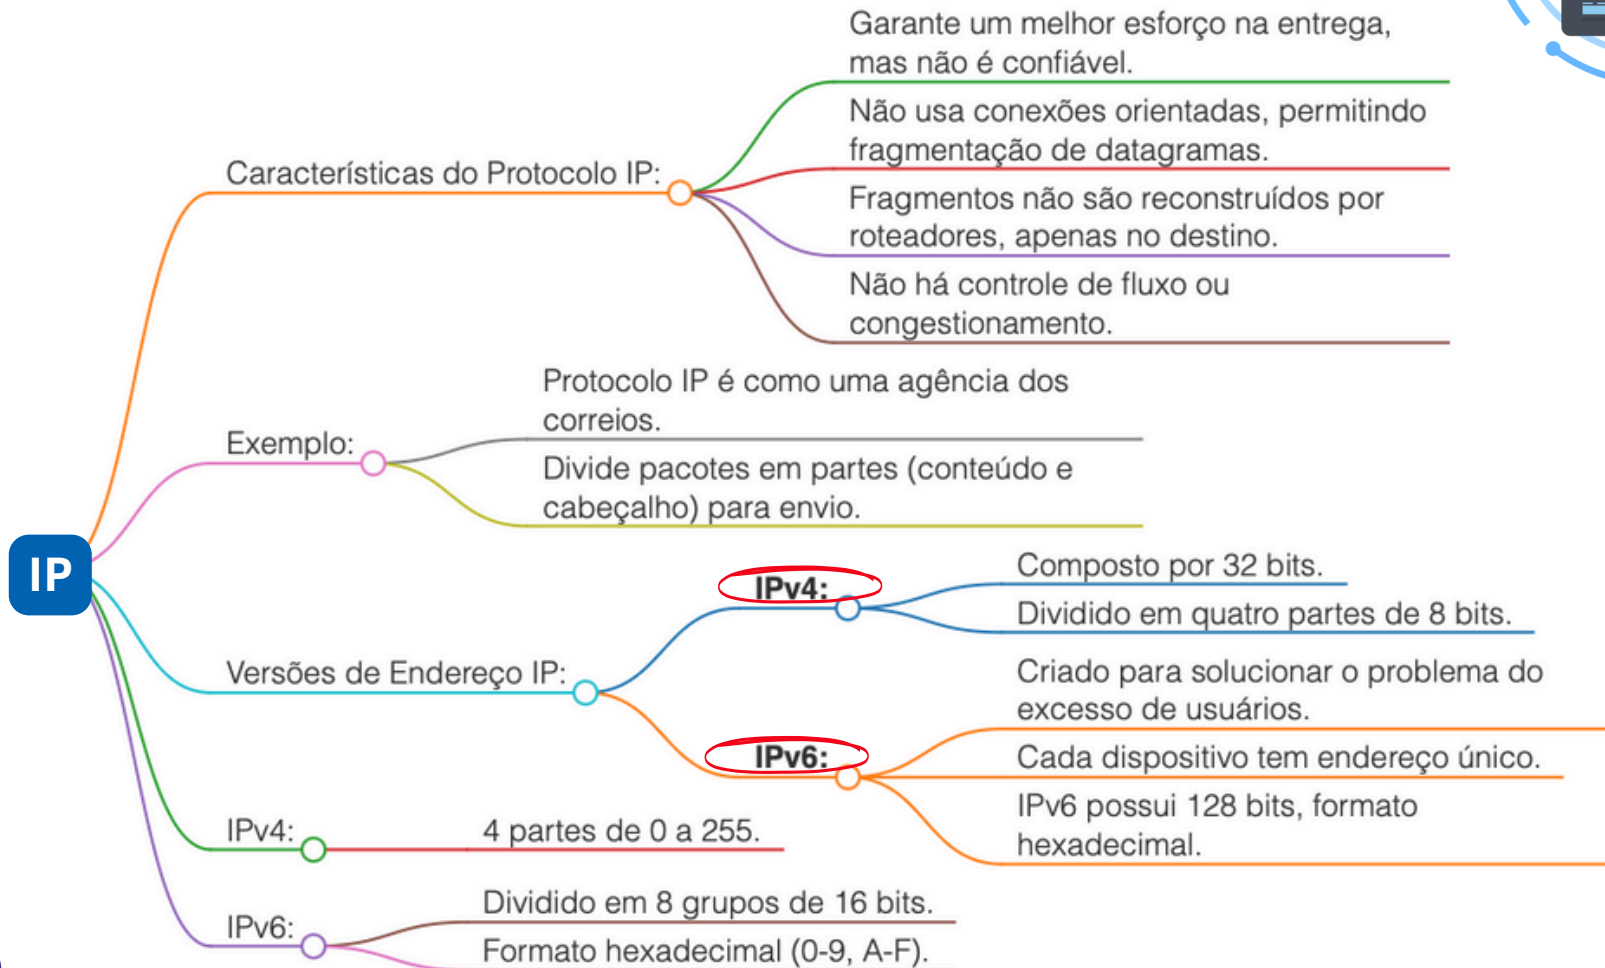 Garante um melhor esforço na entrega,
mas não é confiável.
Não usa conexões orientadas, permitindo
fragmentação de datagramas.
Características do Protocolo IP:
Fragmentos não são reconstruídos por
roteadores, apenas no destino.
Não há controle de fluxo ou
congestionamento.
Protocolo IP é como uma agência dos
correios.
Exemplo:
Divide pacotes em partes (conteúdo e
cabeçalho) para envio.
IP
IPv4:
Composto por 32 bits.
Dividido em quatro partes de 8 bits.
Versões de Endereço IP:
Criado para solucionar o problema do
excesso de usuários.
IPv6:
Cada dispositivo tem endereço único.
IPv6 possui 128 bits, formato
hexadecimal.
IPv4:
4 partes de 0 a 255.
Dividido em 8 grupos de 16 bits.
IPv6:
Formato hexadecimal (0-9, A-F).